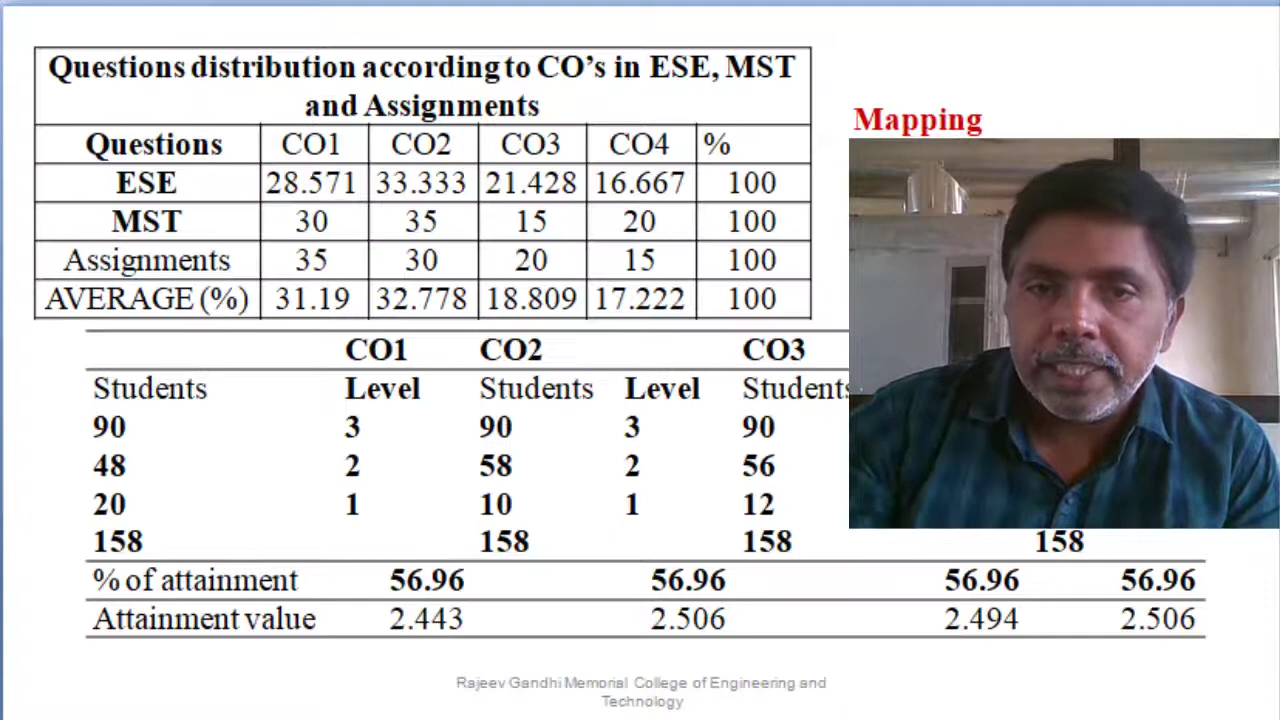 Questions distribution according to CO's in ESE, MST
and Assignments
Questions CO1 CO2 CO3 CO4 %
ESE 28.571 33.333 21.428 16.667 100
MST 30 35 15 20 100
Assignments 35 30 20 15 100
AVERAGE (%) 31.19 32.778 18.809 17.222 100
Mapping
CO1 CO2 CO3
Students Level Students Level Students
90 3 90 3 90
48 2 58 2 56
20 1 10 1 12
158 158 158 158
% of attainment 56.96 56.96 56.96 56.96
Attainment value 2.443 2.506 2.494 2.506
Rajeev Gandhi Memorial College of Engineering and
Technology